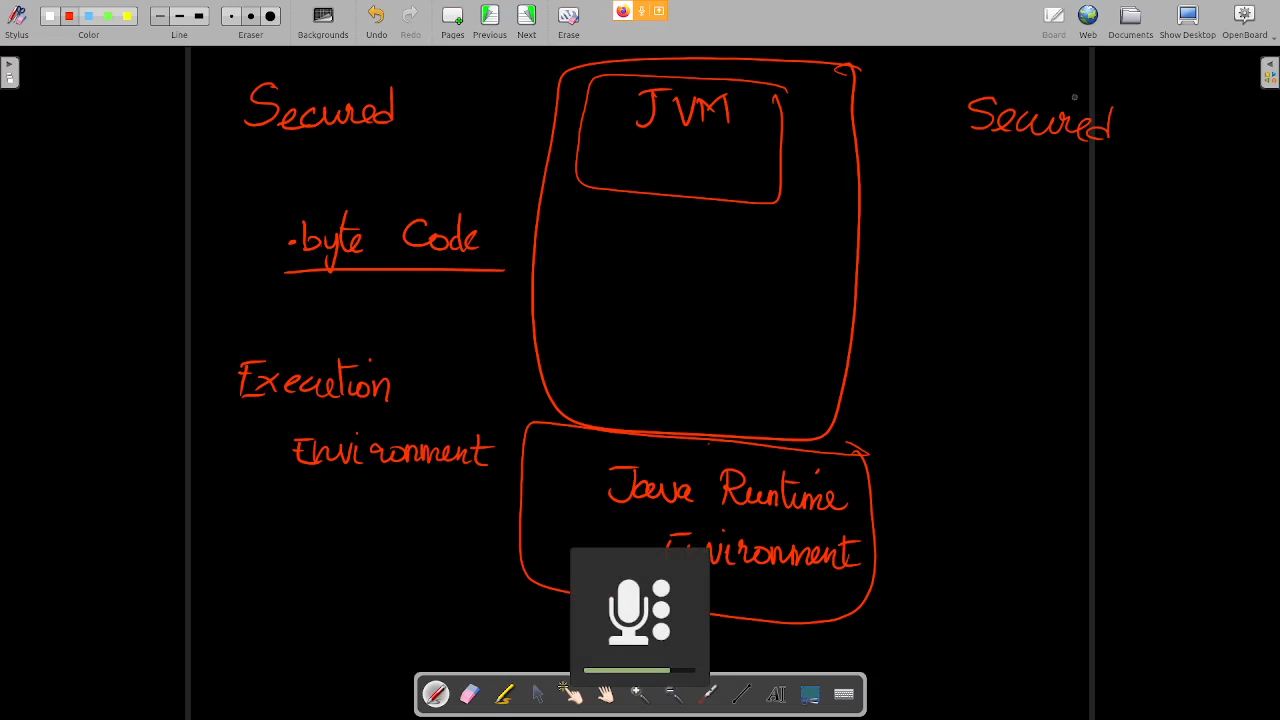 Stylus
Color
Line
Eraser
Backgrounds
Undo
Redo
Pages
Previous
Next
Erase
Board
Web
Documents
Show Desktop
OpenBoard
Secured
JVM
Secured
.byte Code
Execution
Environment
Java Runtime
Environment
AI